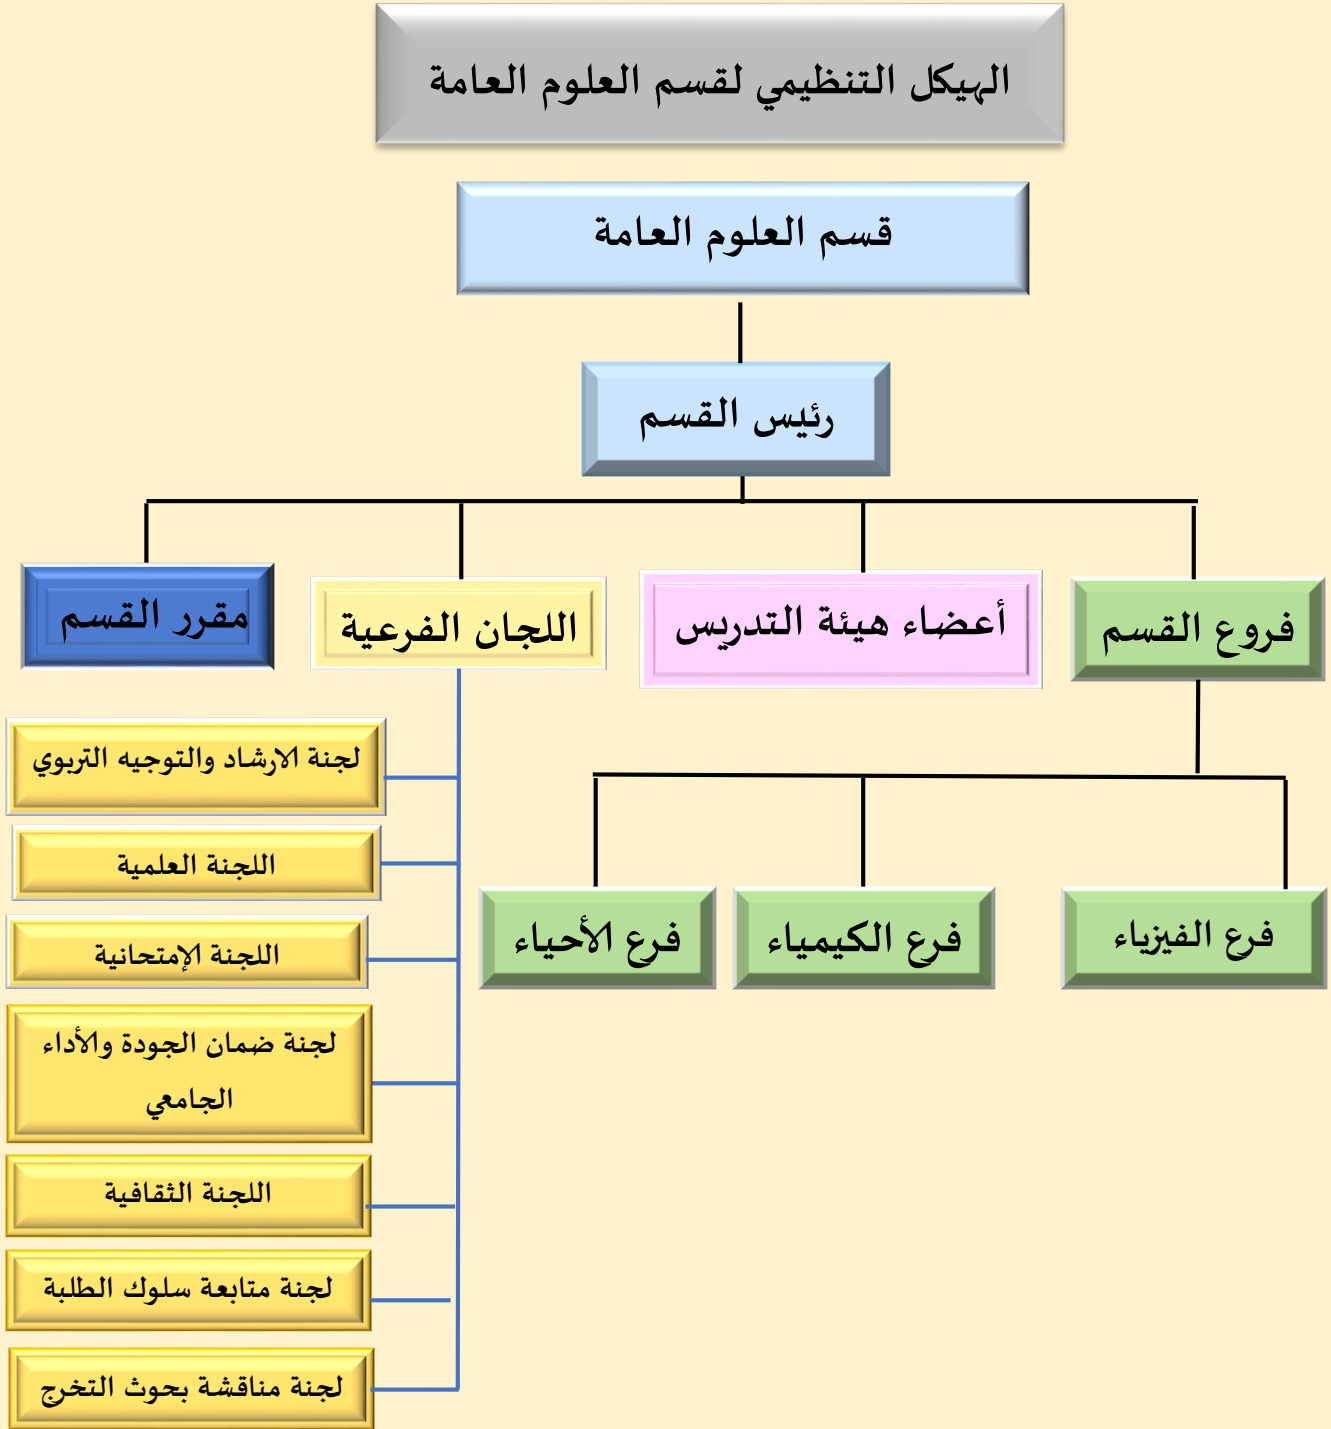 الهيكل التنظيمي لقسم العلوم العامة
قسم العلوم العامة
رئيس القسم
فروع القسم
أعضاء هيئة التدريس
اللجان الفرعية
مقرر القسم
فرع الفيزياء
فرع الكيمياء
فرع الأحياء
لجنة الارشاد والتوجيه التربوي
اللجنة العلمية
اللجنة الإمتحانية
لجنة ضمان الجودة والأداء
الجامعي
اللجنة الثقافية
لجنة متابعة سلوك الطلبة
لجنة مناقشة بحوث التخرج